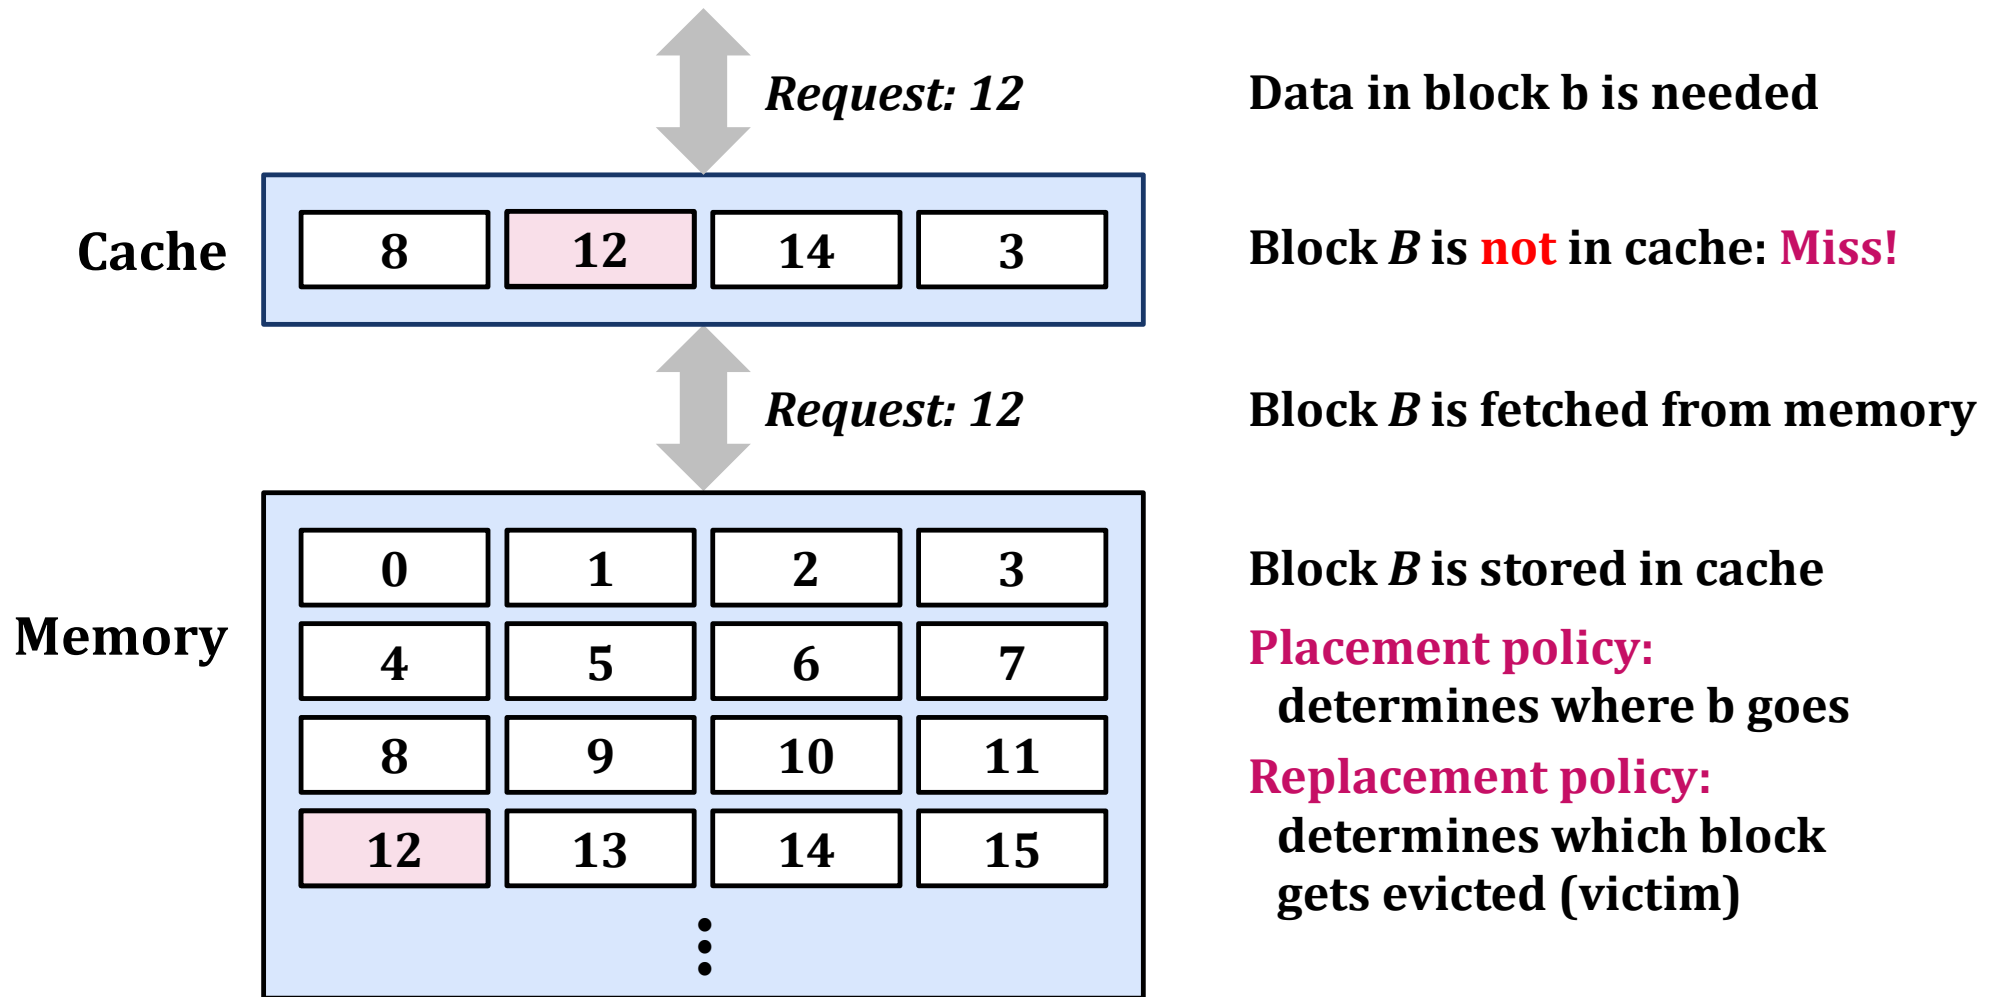 Request: 12
Data in block b is needed
Cache
8 12 14 3
Block B is not in cache: Miss!
Request: 12
Block B is fetched from memory
Memory
0 1 2 3
4 5 6 7
8 9 10 11
12 13 14 15
Block B is stored in cache
Placement policy:
determines where b goes
Replacement policy:
determines which block
gets evicted (victim)